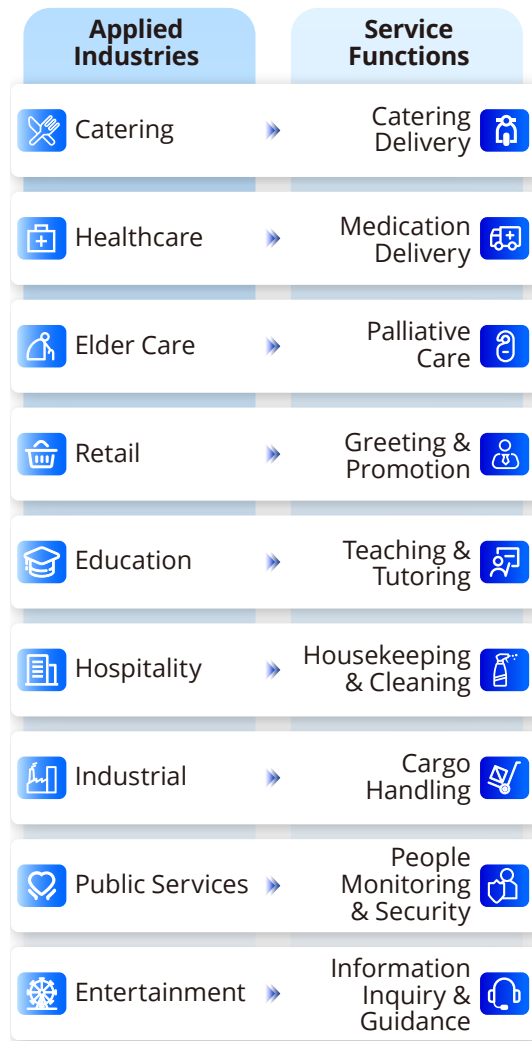 Applied
Industries
Service
Functions
Catering
Catering
Delivery
Healthcare
Medication
Delivery
Elder Care
Palliative
Care
Retail
Greeting &
Promotion
Education
Teaching &
Tutoring
Hospitality
Housekeeping
& Cleaning
Industrial
Cargo
Handling
Public Services
People
Monitoring
& Security
Entertainment
Information
Inquiry &
Guidance